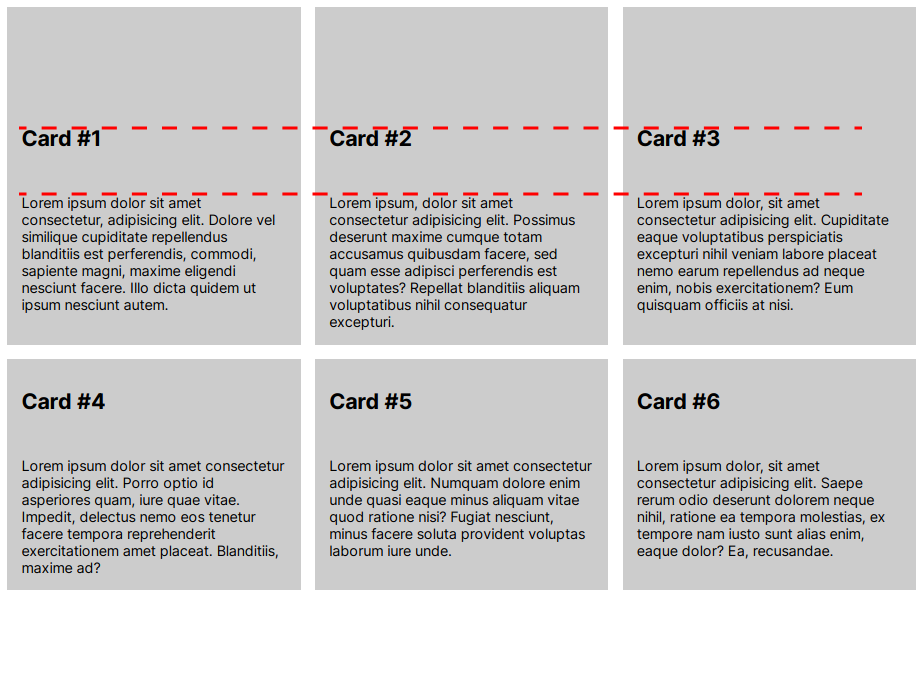 Card #1
Lorem ipsum dolor sit amet
consectetur, adipisicing elit. Dolore vel
similique cupiditate repellendus
blanditiis est perferendis, commodi,
sapiente magni, maxime eligendi
nesciunt facere. Illo dicta quidem ut
ipsum nesciunt autem.
Card #2
Lorem ipsum, dolor sit amet
consectetur adipisicing elit. Possimus
deserunt maxime cumque totam
accusamus quibusdam facere, sed
quam esse adipisci perferendis est
voluptates? Repellat blanditiis aliquam
voluptatibus nihil consequatur
excepturi.
Card #3
Lorem ipsum dolor, sit amet
consectetur adipisicing elit. Cupiditate
eaque voluptatibus perspiciatis
excepturi nihil veniam labore placeat
nemo earum repellendus ad neque
enim, nobis exercitationem? Eum
quisquam officiis at nisi.
Card #4
Lorem ipsum dolor sit amet consectetur
adipisicing elit. Porro optio id
asperiores quam, iure quae vitae.
Impedit, delectus nemo eos tenetur
facere tempora reprehenderit
exercitationem amet placeat. Blanditiis,
maxime ad?
Card #5
Lorem ipsum dolor sit amet consectetur
adipisicing elit. Numquam dolore enim
unde quasi eaque minus aliquam vitae
quod ratione nisi? Fugiat nesciunt,
minus facere soluta provident voluptas
laborum iure unde.
Card #6
Lorem ipsum dolor, sit amet
consectetur adipisicing elit. Saepe
rerum odio deserunt dolorem neque
nihil, ratione ea tempora molestias, ex
tempore nam iusto sunt alias enim,
eaque dolor? Ea, recusandae.